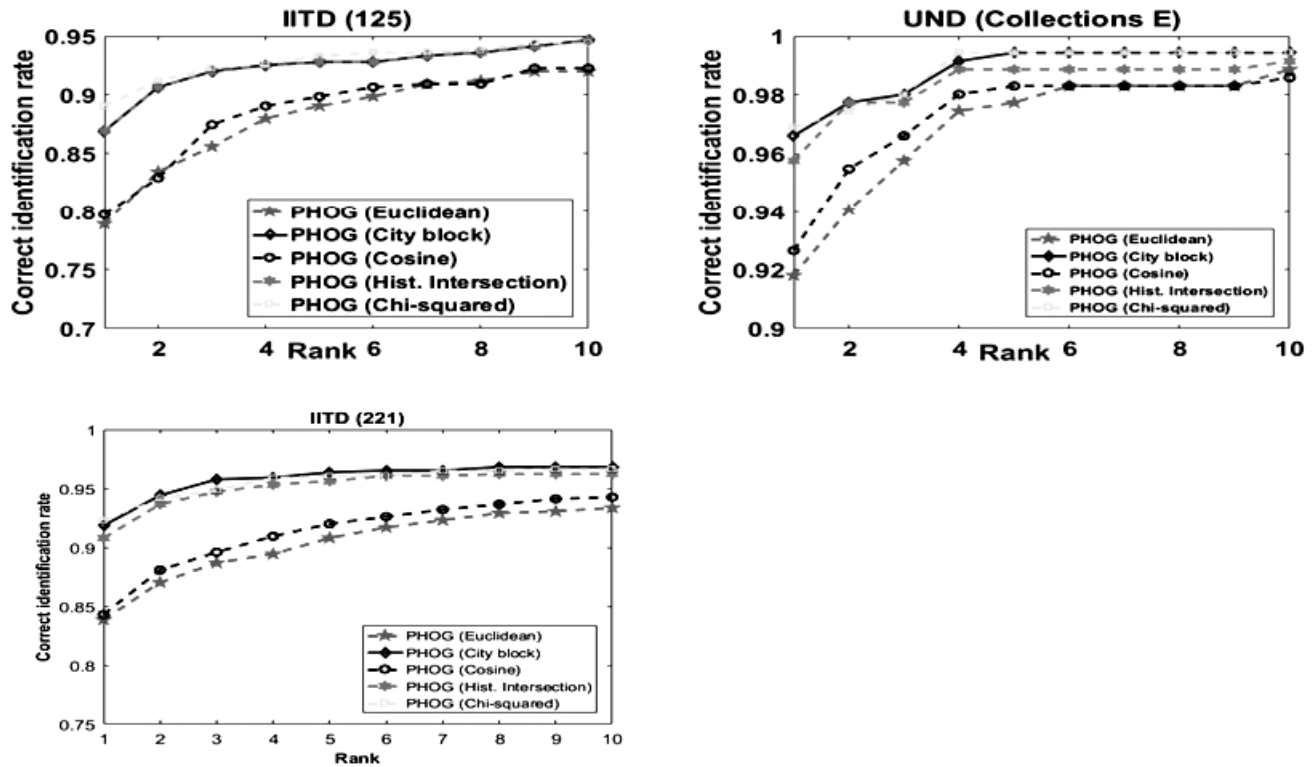 IITD (125)
Correct identification rate
0.95
0.9
0.85
0.8
0.75
0.7
PHOG (Euclidean)
PHOG (City block)
PHOG (Cosine)
PHOG (Hist. Intersection)
PHOG (Chi-squared)
2 4 6 8 10
Rank
UND (Collections E)
Correct identification rate
1
0.98
0.96
0.94
0.92
0.9
PHOG (Euclidean)
PHOG (City block)
PHOG (Cosine)
PHOG (Hist. Intersection)
PHOG (Chi-squared)
2 4 6 8 10
Rank
IITD (221)
Correct identification rate
1
0.95
0.9
0.85
0.8
0.75
PHOG (Euclidean)
PHOG (City block)
PHOG (Cosine)
PHOG (Hist. Intersection)
PHOG (Chi-squared)
1 2 3 4 5 6 7 8 9 10
Rank